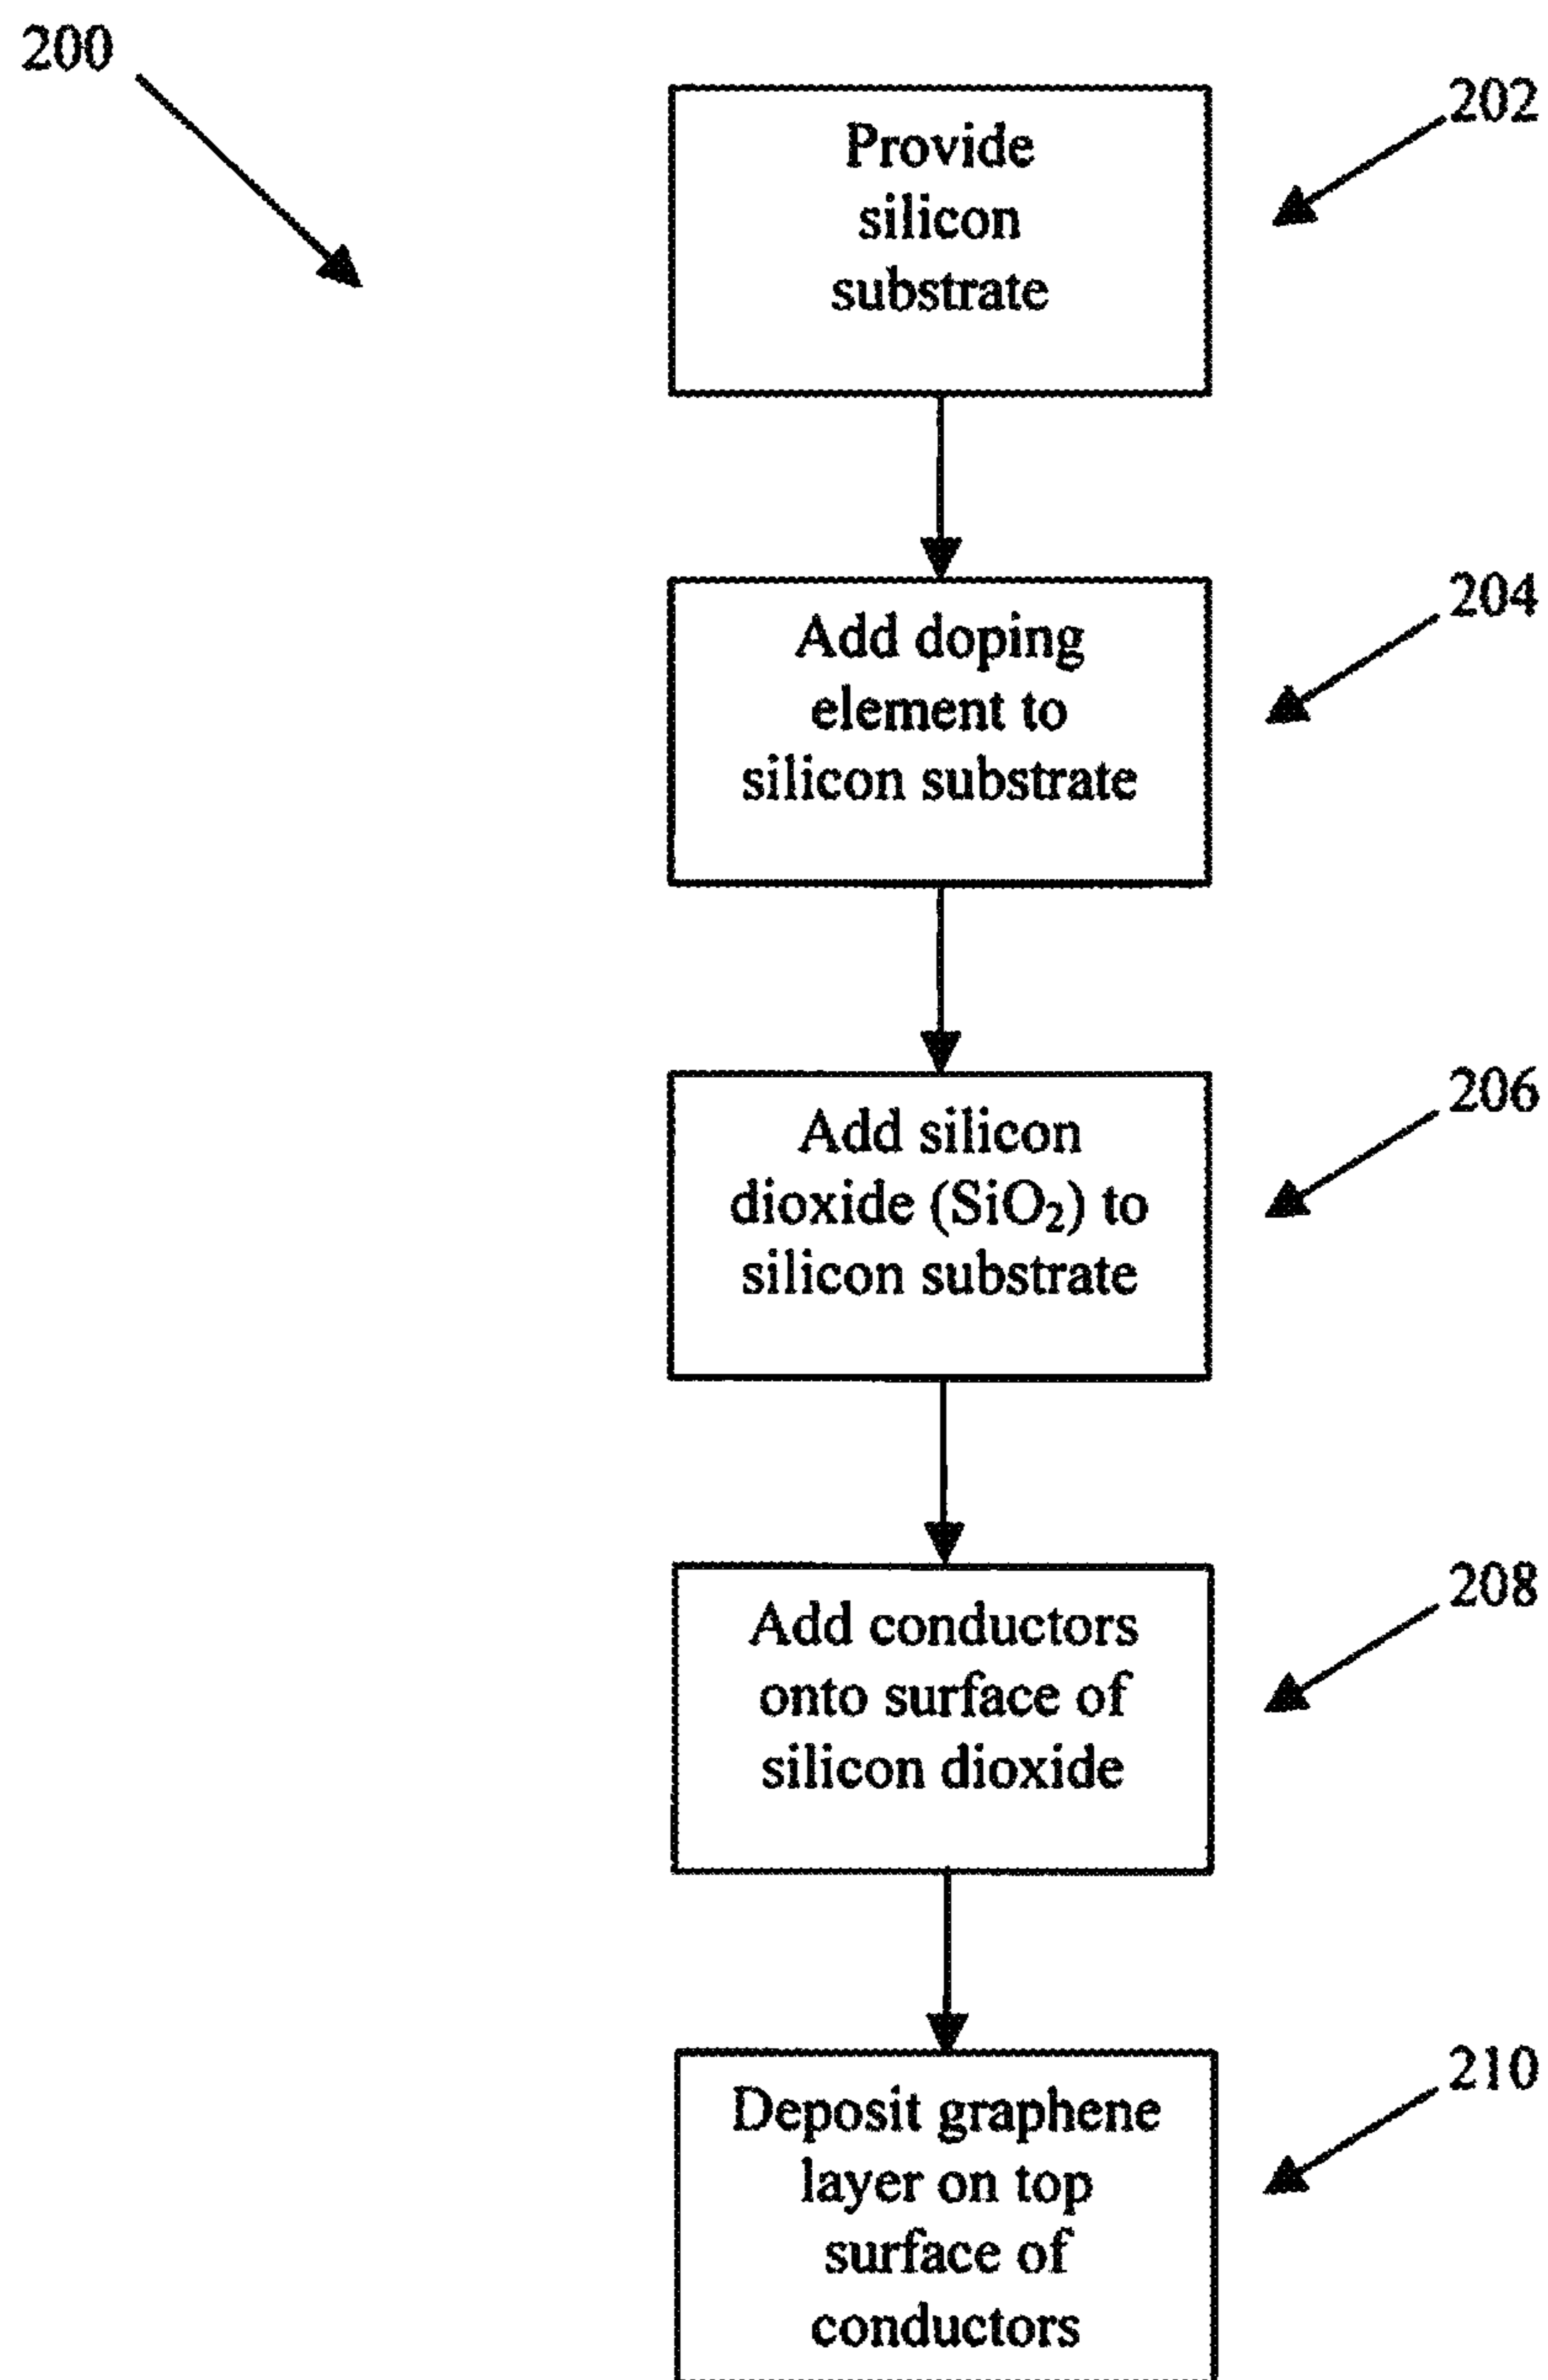 200
202
Provide
silicon
substrate
204
Add doping
element to
silicon substrate
206
Add silicon
dioxide (SiO₂) to
silicon substrate
208
Add conductors
onto surface of
silicon dioxide
210
Deposit graphene
layer on top
surface of
conductors